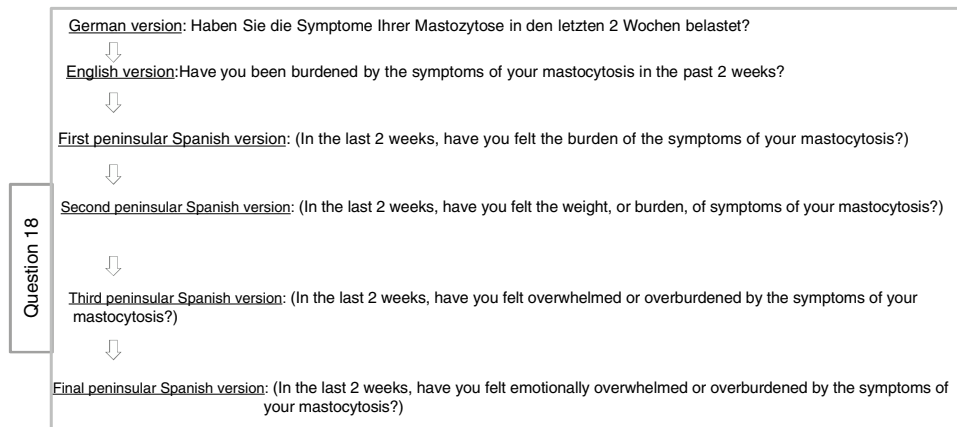 German version: Haben Sie die Symptome Ihrer Mastozytose in den letzten 2 Wochen belastet?
English version:Have you been burdened by the symptoms of your mastocytosis in the past 2 weeks?
First peninsular Spanish version: (In the last 2 weeks, have you felt the burden of the symptoms of your mastocytosis?)
Second peninsular Spanish version: (In the last 2 weeks, have you felt the weight, or burden, of symptoms of your mastocytosis?)
Question 18
Third peninsular Spanish version: (In the last 2 weeks, have you felt overwhelmed or overburdened by the symptoms of your
mastocytosis?)
Final peninsular Spanish version: (In the last 2 weeks, have you felt emotionally overwhelmed or overburdened by the symptoms of
your mastocytosis?)